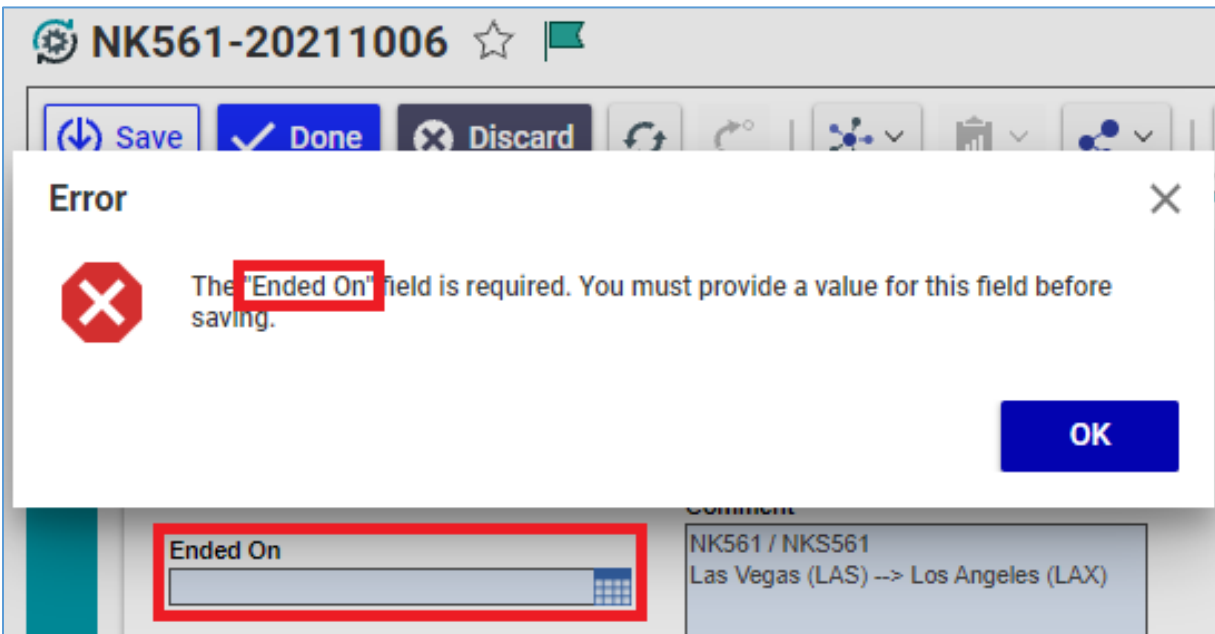 NK561-20211006
Save Done Discard
Error
The "Ended On" field is required. You must provide a value for this field before
saving.
OK
Comment
Ended On
NK561 / NKS561
Las Vegas (LAS) --> Los Angeles (LAX)